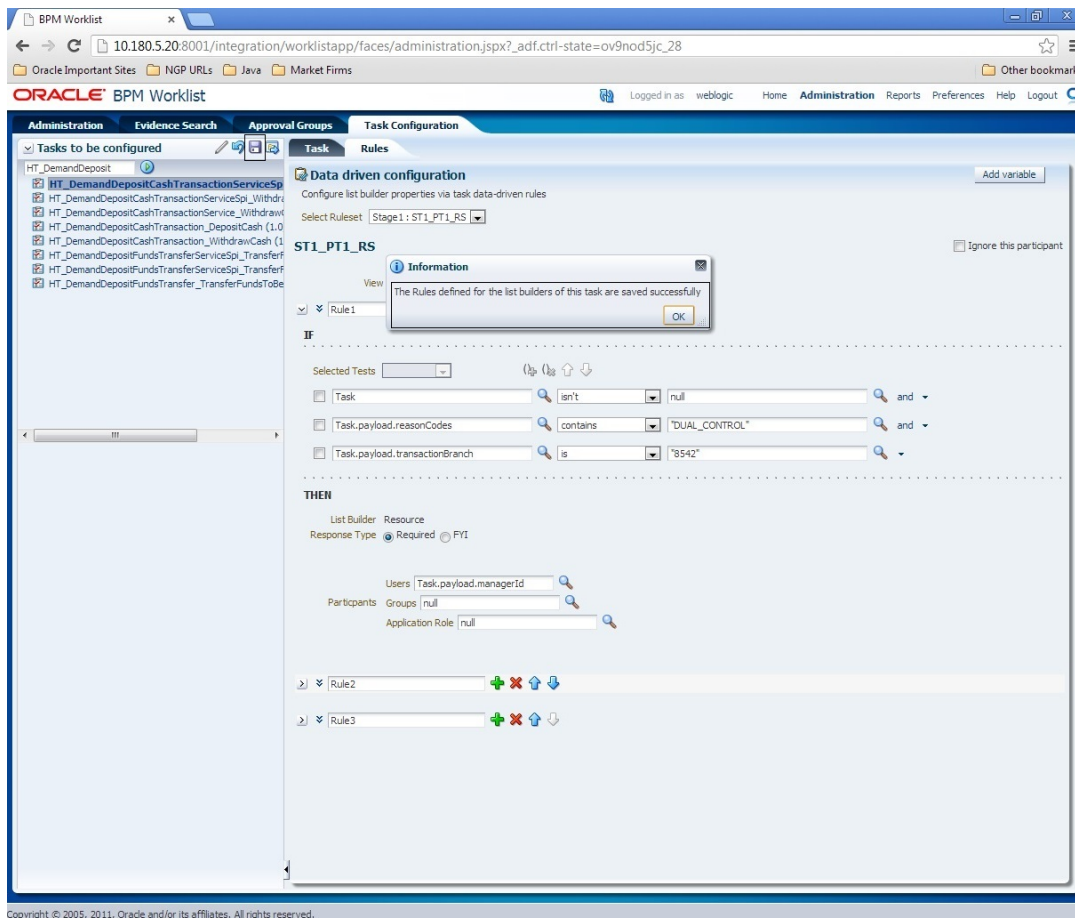 BPM Worklist
10.180.5.20:8001/integration/worklistapp/faces/administration.jspx?_adf.ctrl-state=ov9nod5jc_28
Oracle Important Sites NGP URLs Java Market Firms Other bookmark
ORACLE BPM Worklist Logged in as weblogic Home Administration Reports Preferences Help Logout
Administration Evidence Search Approval Groups Task Configuration
Tasks to be configured Task Rules
HT_DemandDeposit
HT_DemandDepositCashTransactionServiceSp
HT_DemandDepositCashTransactionServiceSpi_Withdra
HT_DemandDepositCashTransactionService_Withdraw
HT_DemandDepositCashTransaction_DepositCash (1.0
HT_DemandDepositCashTransaction_WithdrawCash (1
HT_DemandDepositFundsTransferServiceSpi_TransferF
HT_DemandDepositFundsTransferServiceSpi_TransferF
HT_DemandDepositFundsTransfer_TransferFundsToBe
Data driven configuration Add variable
Configure list builder properties via task data-driven rules
Select Ruleset Stage1 : ST1_PT1_RS
ST1_PT1_RS Ignore this participant
Information
View
The Rules defined for the list builders of this task are saved successfully
Rule1
OK
IF
Selected Tests
Task isn't null and
Task.payload.reasonCodes contains "DUAL_CONTROL" and
Task.payload.transactionBranch is "8542"
THEN
List Builder Resource
Response Type Required FYI
Users Task.payload.managerId
Particpants Groups null
Application Role null
Rule2
Rule3
Copyright © 2005, 2011, Oracle and/or its affiliates. All rights reserved.